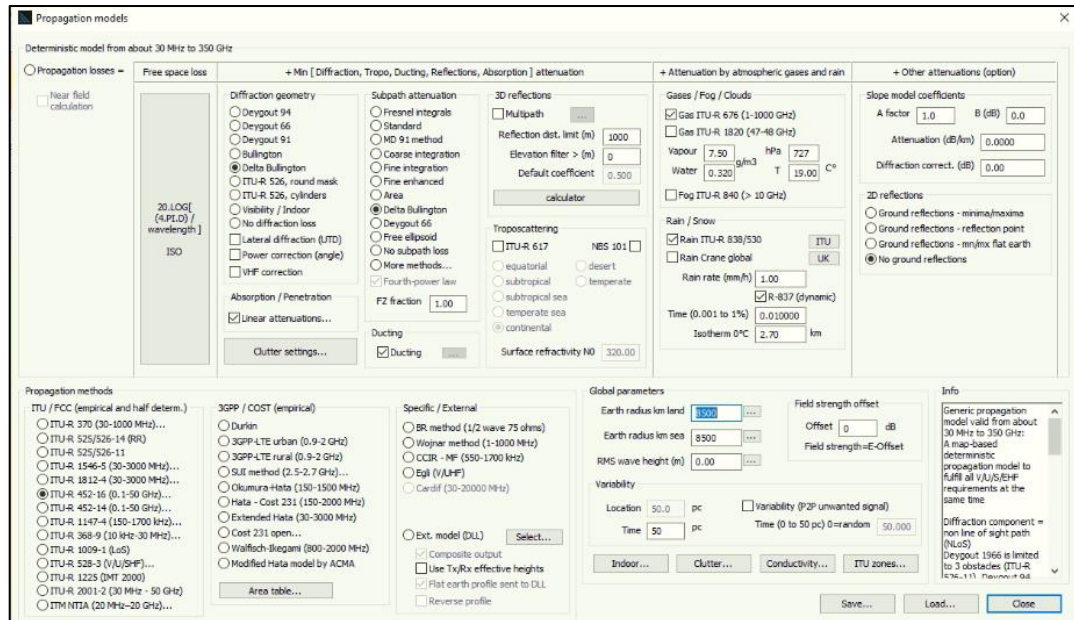 Propagation models
Deterministic model from about 30 MHz to 350 GHz
Propagation losses =
Near field calculation
Free space loss
20.LOG[
(4.PI.D) /
wavelength ]
ISO
+ Min [ Diffraction, Tropo, Ducting, Reflections, Absorption ] attenuation
Diffraction geometry
Deygout 94
Deygout 66
Deygout 91
Bullington
Delta Bullington
ITU-R 526, round mask
ITU-R 526, cylinders
Visibility / Indoor
No diffraction loss
Lateral diffraction (UTD)
Power correction (angle)
VHF correction
Absorption / Penetration
Linear attenuations...
Clutter settings...
Subpath attenuation
Fresnel integrals
Standard
MD 91 method
Coarse integration
Fine integration
Fine enhanced
Area
Delta Bullington
Deygout 66
Free ellipsoid
No subpath loss
More methods...
Fourth-power law
FZ fraction 1.00
Ducting
Ducting ...
3D reflections
Multipath ...
Reflection dist. limit (m) 1000
Elevation filter > (m) 0
Default coefficient 0.500
calculator
Troposcattering
ITU-R 617 NBS 101
equatorial desert
subtropical temperate
subtropical sea
temperate sea
continental
Surface refractivity N0 320.00
+ Attenuation by atmospheric gases and rain
Gases / Fog / Clouds
Gas ITU-R 676 (1-1000 GHz)
Gas ITU-R 1820 (47-48 GHz)
Vapour 7.50 g/m3 hPa 727
Water 0.320 T 19.00 C°
Fog ITU-R 840 (> 10 GHz)
Rain / Snow
Rain ITU-R 838/530 ITU
Rain Crane global UK
Rain rate (mm/h) 1.00
R-837 (dynamic)
Time (0.001 to 1%) 0.010000
Isotherm 0°C 2.70 km
+ Other attenuations (option)
Slope model coefficients
A factor 1.0 B (dB) 0.0
Attenuation (dB/km) 0.0000
Diffraction correct. (dB) 0.00
2D reflections
Ground reflections - minima/maxima
Ground reflections - reflection point
Ground reflections - mn/mx flat earth
No ground reflections
Propagation methods
ITU / FCC (empirical and half determ.)
ITU-R 370 (30-1000 MHz)...
ITU-R 525/526-14 (RR)
ITU-R 525/526-11
ITU-R 1546-5 (30-3000 MHz)...
ITU-R 1812-4 (30-3000 MHz)...
ITU-R 452-16 (0.1-50 GHz)...
ITU-R 452-14 (0.1-50 GHz)...
ITU-R 1147-4 (150-1700 kHz)...
ITU-R 368-9 (10 kHz-30 MHz)...
ITU-R 1009-1 (LoS)
ITU-R 528-3 (V/U/SHF)...
ITU-R 1225 (IMT 2000)
ITU-R 2001-2 (30 MHz - 50 GHz)
ITM NTIA (20 MHz-20 GHz)...
3GPP / COST (empirical)
Durkin
3GPP-LTE urban (0.9-2 GHz)
3GPP-LTE rural (0.9-2 GHz)
SUI method (2.5-2.7 GHz)...
Okumura-Hata (150-1500 MHz)
Hata - Cost 231 (150-2000 MHz)
Extended Hata (30-3000 MHz)
Cost 231 open...
Walfisch-Ikegami (800-2000 MHz)
Modified Hata model by ACMA
Area table...
Specific / External
BR method (1/2 wave 75 ohms)
Wojnar method (1-1000 MHz)
CCIR - MF (550-1700 kHz)
Egli (V/UHF)
Cardif (30-20000 MHz)
Ext. model (DLL) Select...
Composite output
Use Tx/Rx effective heights
Flat earth profile sent to DLL
Reverse profile
Global parameters
Earth radius km land 8500 ...
Earth radius km sea 8500 ...
RMS wave height (m) 0.00 ...
Field strength offset
Offset 0 dB
Field strength=E-Offset
Variability
Location 50.0 pc
Time 50 pc
Variability (P2P unwanted signal)
Time (0 to 50 pc) 0=random 50.000
Indoor... Clutter... Conductivity... ITU zones...
Info
Generic propagation
model valid from about
30 MHz to 350 GHz:
A map-based
deterministic
propagation model to
fulfill all V/U/S/EHF
requirements at the
same time
Diffraction component =
non line of sight path
(NLoS)
Deygout 1966 is limited
to 3 obstacles (ITU-R
526-11), Deygout 94
Save... Load... Close